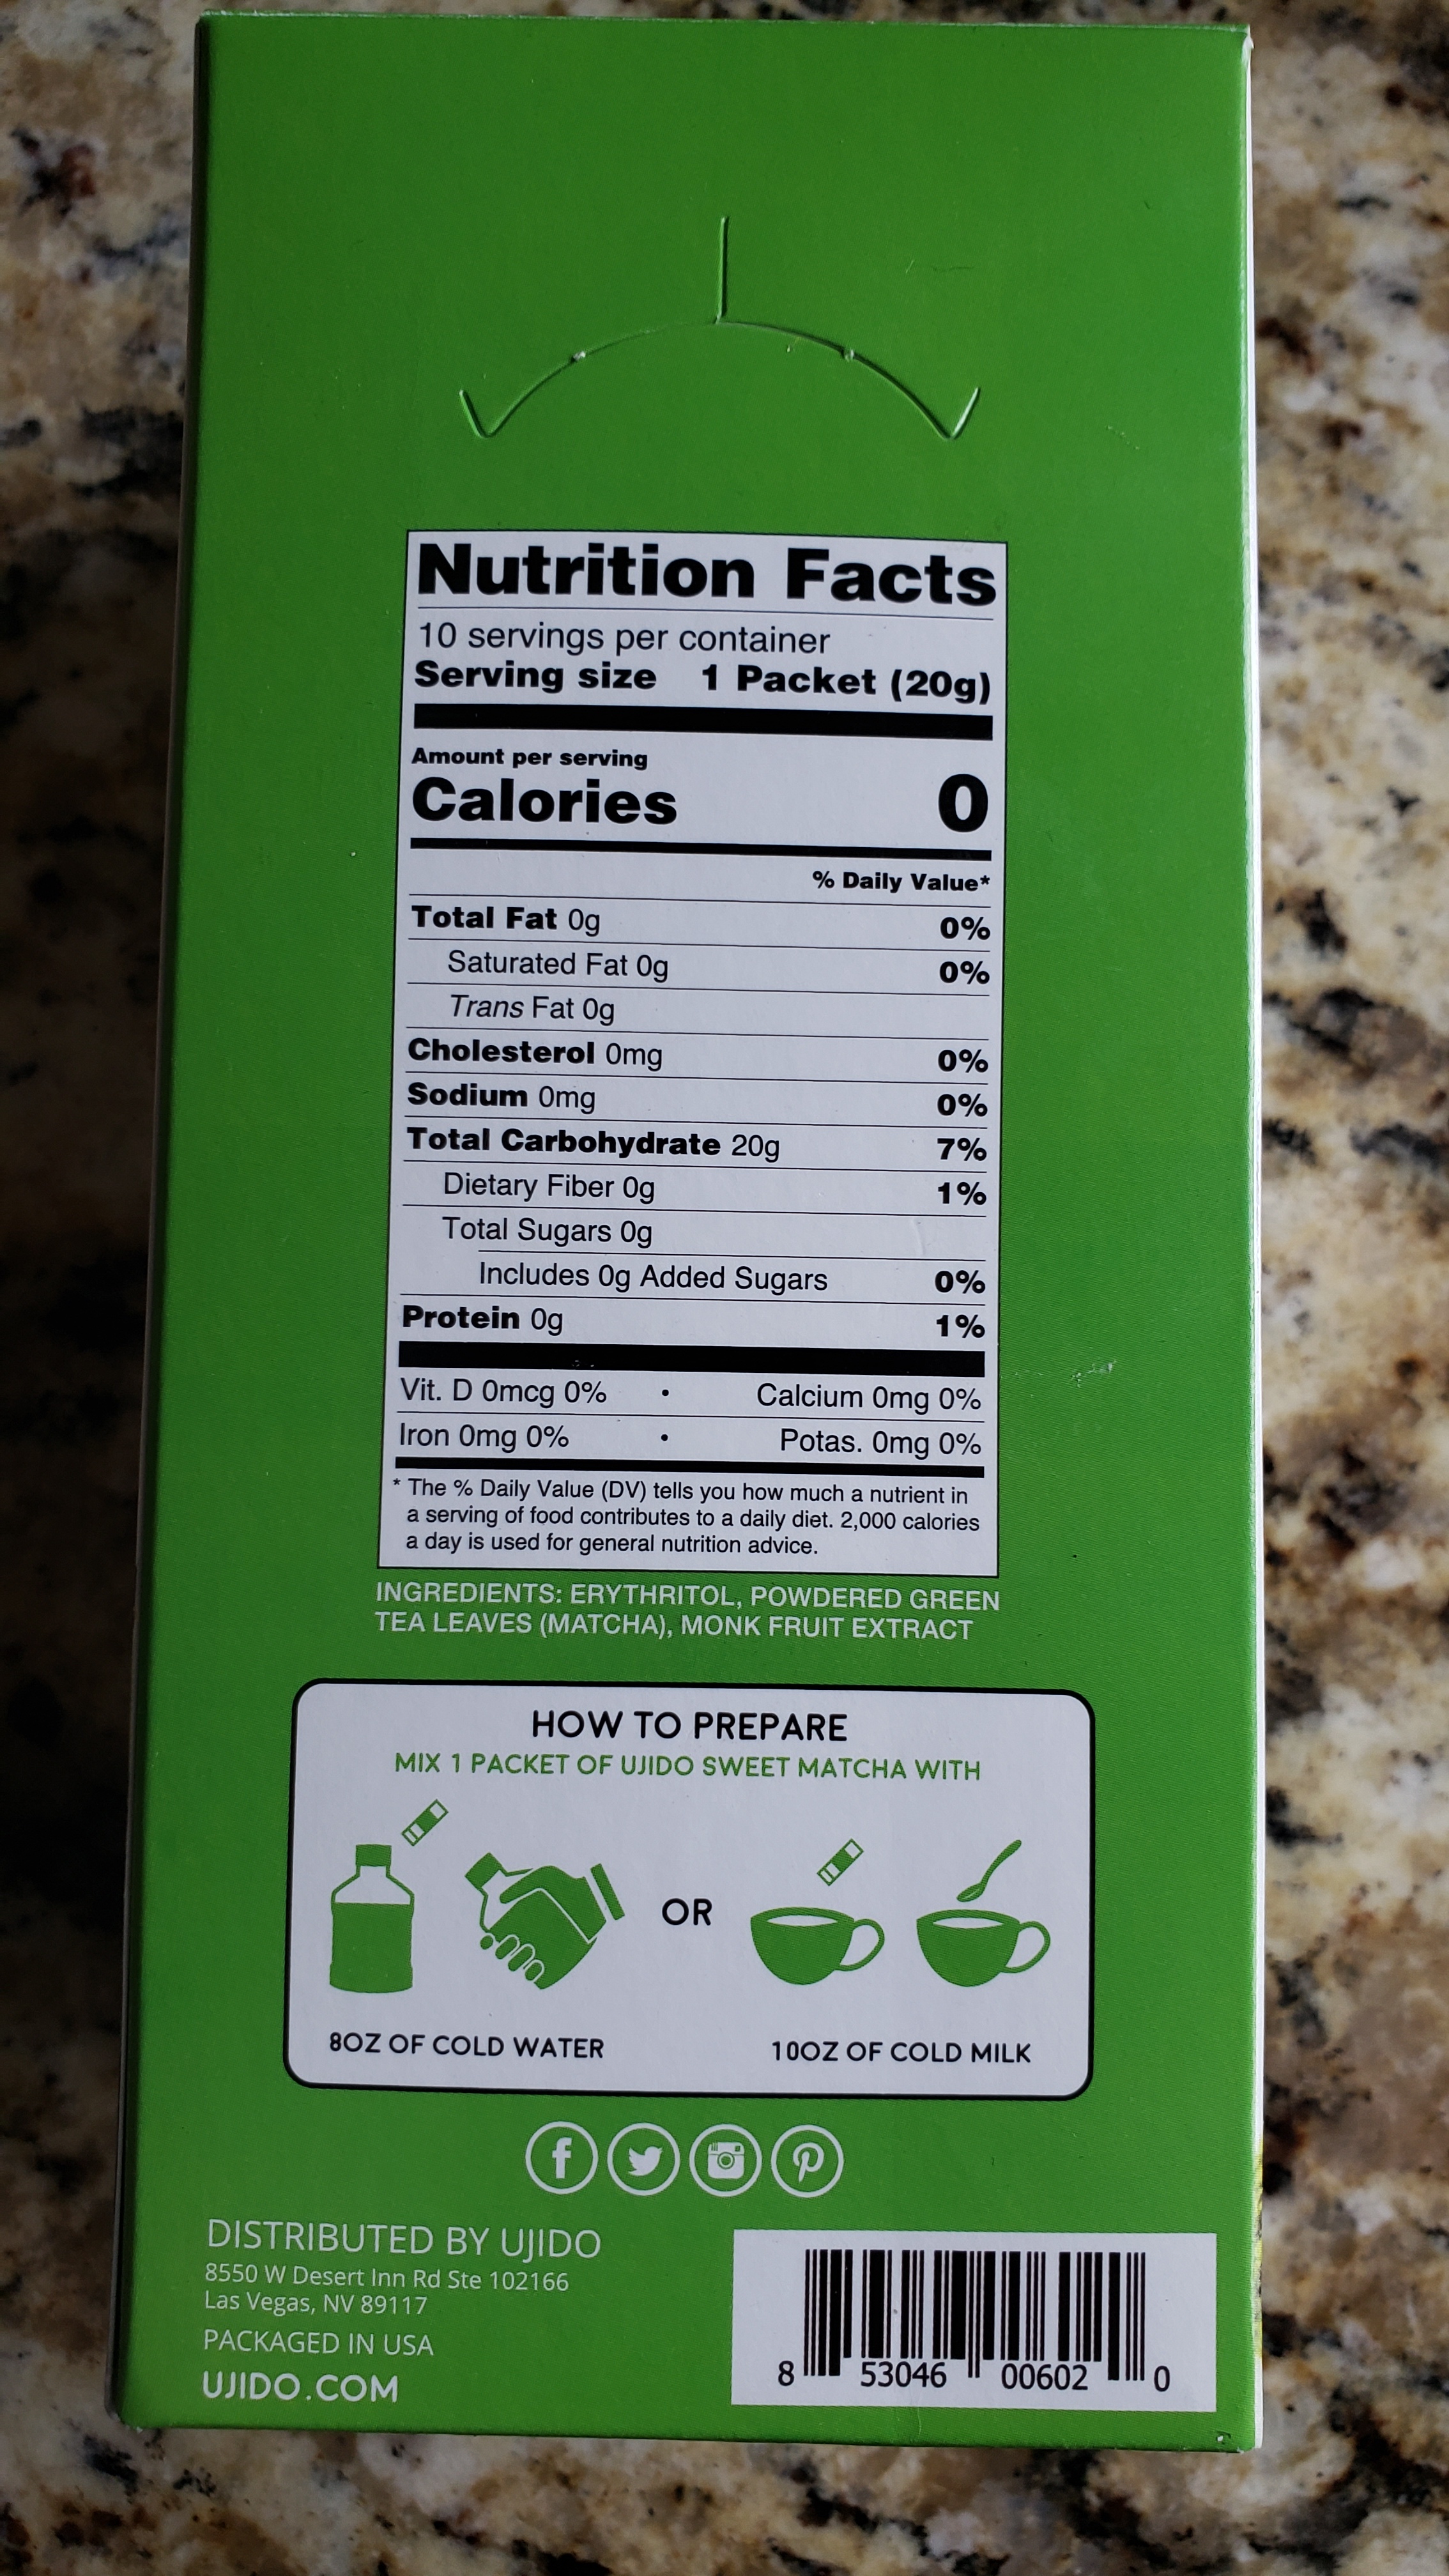 Nutrition Facts
10 servings per container
Serving size 1 Packet (20g)
Amount per serving
Calories 0
% Daily Value*
Total Fat 0g 0%
Saturated Fat 0g 0%
Trans Fat 0g
Cholesterol 0mg 0%
Sodium 0mg 0%
Total Carbohydrate 20g 7%
Dietary Fiber 0g 1%
Total Sugars 0g
Includes 0g Added Sugars 0%
Protein 0g 1%
Vit. D 0mcg 0% • Calcium 0mg 0%
Iron 0mg 0% • Potas. 0mg 0%
* The % Daily Value (DV) tells you how much a nutrient in
a serving of food contributes to a daily diet. 2,000 calories
a day is used for general nutrition advice.
INGREDIENTS: ERYTHRITOL, POWDERED GREEN
TEA LEAVES (MATCHA), MONK FRUIT EXTRACT
HOW TO PREPARE
MIX 1 PACKET OF UJIDO SWEET MATCHA WITH
OR
8OZ OF COLD WATER
10OZ OF COLD MILK
DISTRIBUTED BY UJIDO
8550 W Desert Inn Rd Ste 102166
Las Vegas, NV 89117
PACKAGED IN USA
UJIDO.COM
8 53046 00602 0